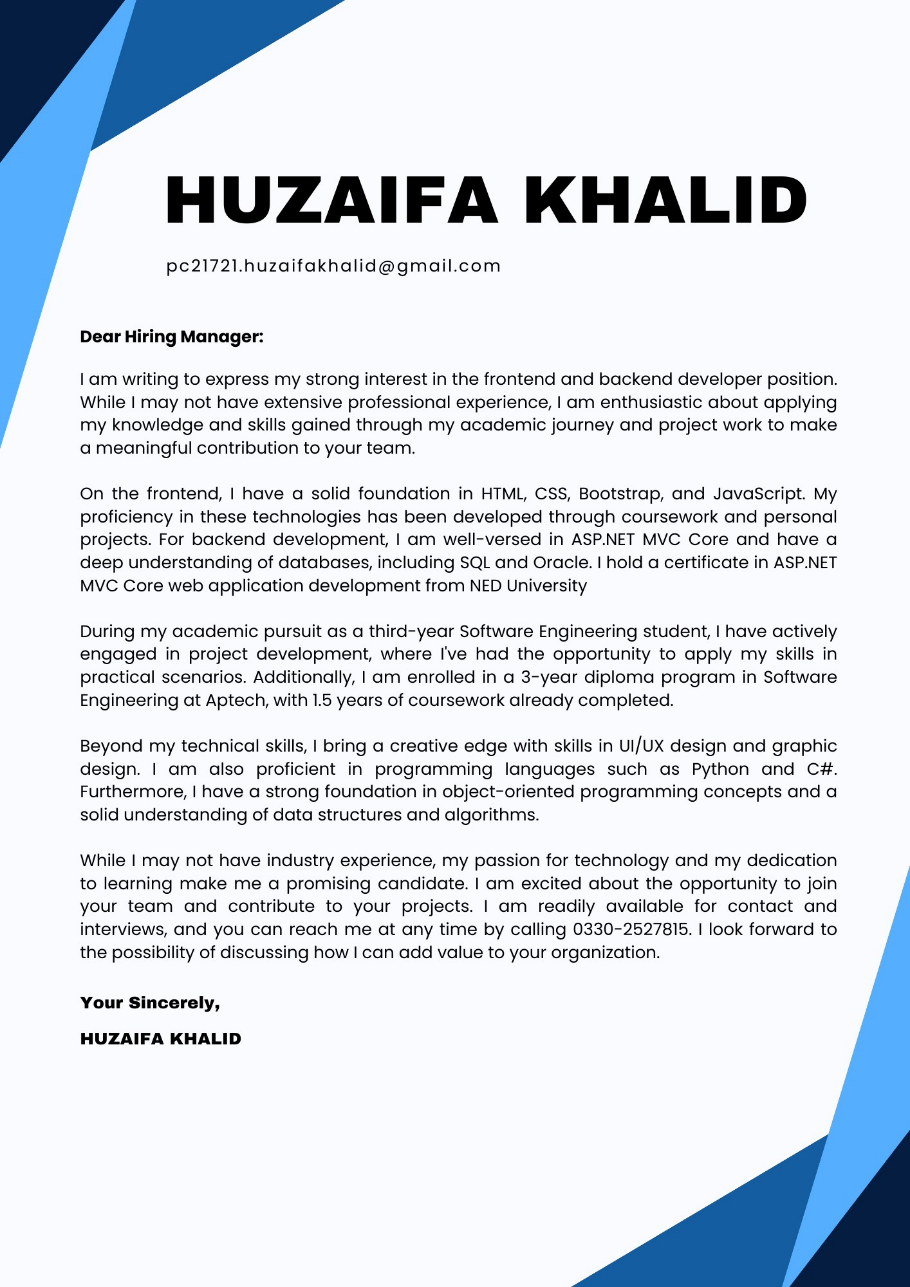 HUZAIFA KHALID
pc21721.huzaifakhalid@gmail.com
Dear Hiring Manager:
I am writing to express my strong interest in the frontend and backend developer position.
While I may not have extensive professional experience, I am enthusiastic about applying
my knowledge and skills gained through my academic journey and project work to make
a meaningful contribution to your team.
On the frontend, I have a solid foundation in HTML, CSS, Bootstrap, and JavaScript. My
proficiency in these technologies has been developed through coursework and personal
projects. For backend development, I am well-versed in ASP.NET MVC Core and have a
deep understanding of databases, including SQL and Oracle. I hold a certificate in ASP.NET
MVC Core web application development from NED University
During my academic pursuit as a third-year Software Engineering student, I have actively
engaged in project development, where I've had the opportunity to apply my skills in
practical scenarios. Additionally, I am enrolled in a 3-year diploma program in Software
Engineering at Aptech, with 1.5 years of coursework already completed.
Beyond my technical skills, I bring a creative edge with skills in UI/UX design and graphic
design. I am also proficient in programming languages such as Python and C#.
Furthermore, I have a strong foundation in object-oriented programming concepts and a
solid understanding of data structures and algorithms.
While I may not have industry experience, my passion for technology and my dedication
to learning make me a promising candidate. I am excited about the opportunity to join
your team and contribute to your projects. I am readily available for contact and
interviews, and you can reach me at any time by calling 0330-2527815. I look forward to
the possibility of discussing how I can add value to your organization.
Your Sincerely,
HUZAIFA KHALID